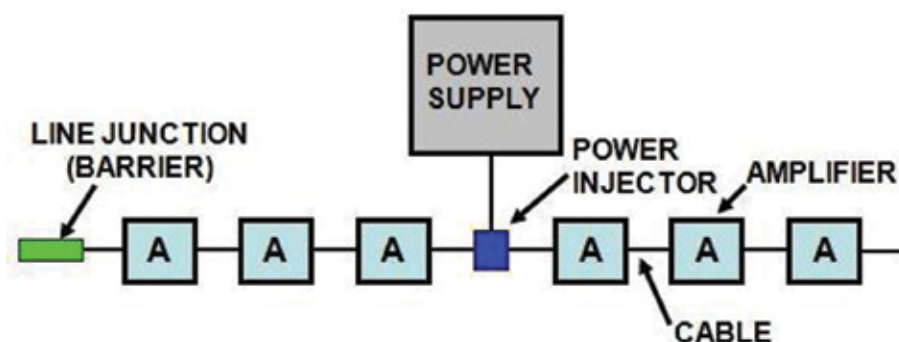 POWER
SUPPLY
LINE JUNCTION
(BARRIER)
POWER
INJECTOR
AMPLIFIER
A A A A A A
CABLE